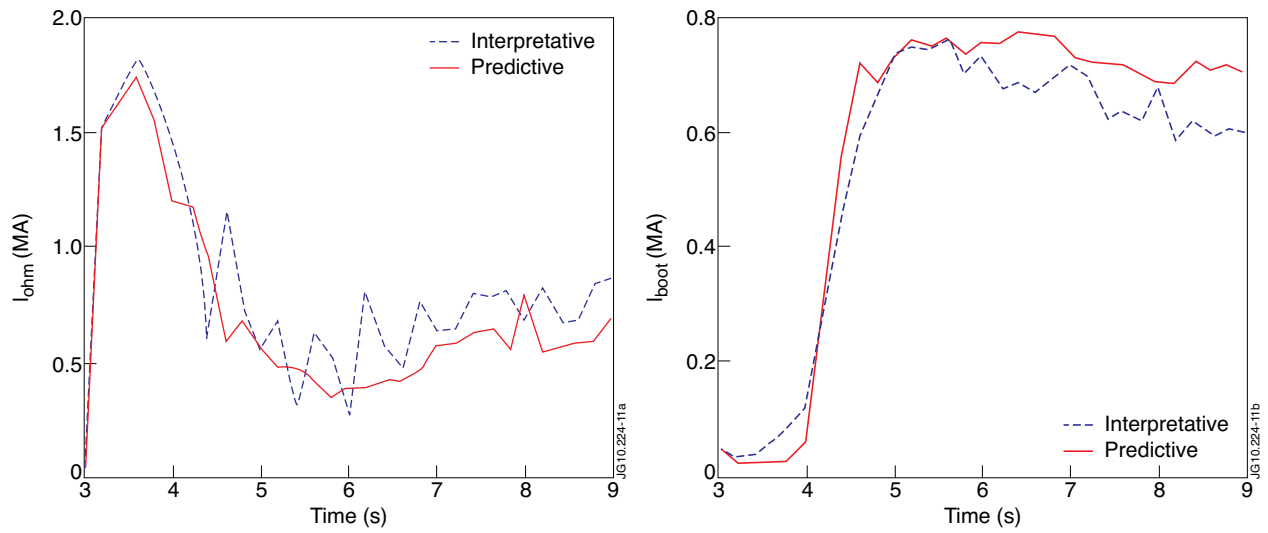 2.0
1.5
1.0
0.5
0
I_ohm (MA)
3 4 5 6 7 8 9
Time (s)
Interpretative
Predictive
JG10.224-11a
0.8
0.6
0.4
0.2
0
I_boot (MA)
3 4 5 6 7 8 9
Time (s)
Interpretative
Predictive
JG10.224-11b